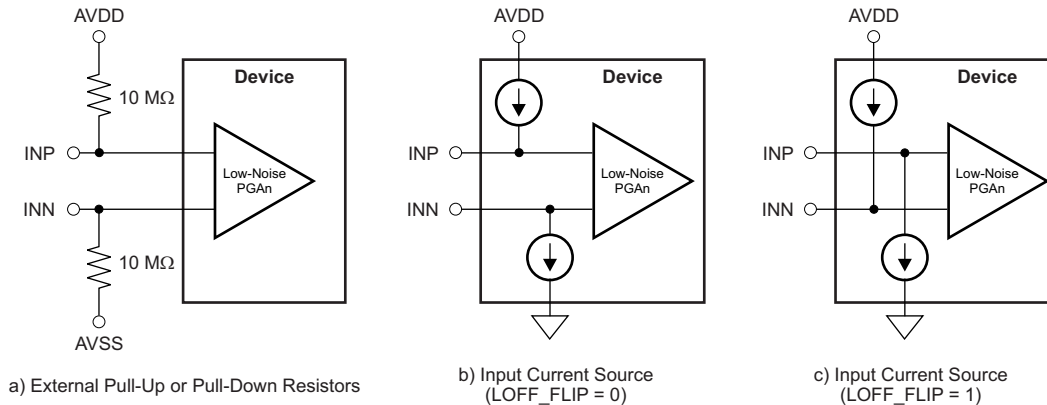 AVDD
Device
10 MΩ
INP
Low-Noise
PGAn
INN
10 MΩ
AVSS
a) External Pull-Up or Pull-Down Resistors
AVDD
Device
INP
Low-Noise
PGAn
INN
b) Input Current Source
(LOFF_FLIP = 0)
AVDD
Device
INP
Low-Noise
PGAn
INN
c) Input Current Source
(LOFF_FLIP = 1)